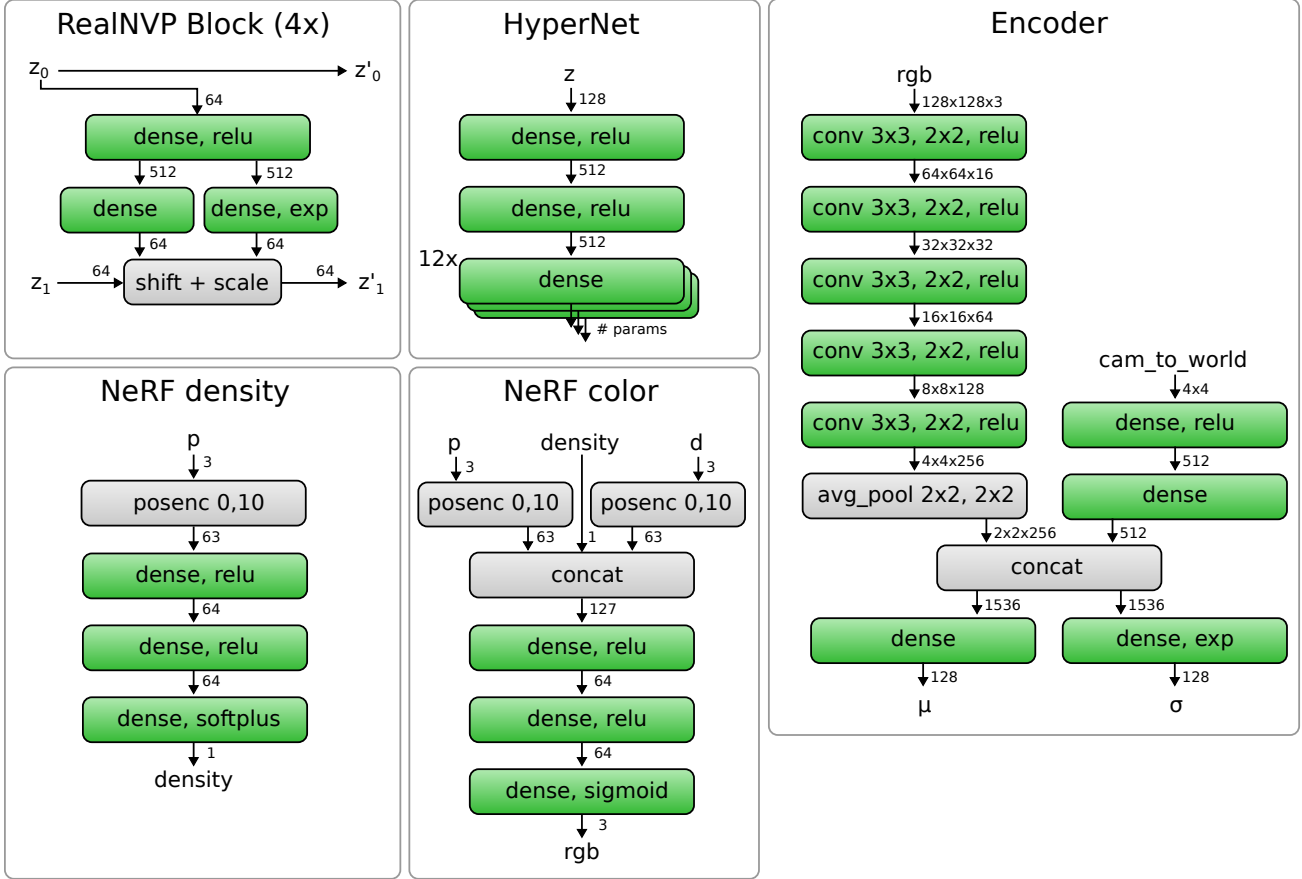 RealNVP Block (4x)
z0
z'0
64
dense, relu
512
512
dense
dense, exp
64
64
z1
64
shift + scale
64
z'1
HyperNet
z
128
dense, relu
512
dense, relu
512
12x
dense
# params
Encoder
rgb
128x128x3
conv 3x3, 2x2, relu
64x64x16
conv 3x3, 2x2, relu
32x32x32
conv 3x3, 2x2, relu
16x16x64
conv 3x3, 2x2, relu
8x8x128
conv 3x3, 2x2, relu
4x4x256
avg_pool 2x2, 2x2
cam_to_world
4x4
dense, relu
512
dense
2x2x256
512
concat
1536
1536
dense
dense, exp
128
128
μ
σ
NeRF density
p
3
posenc 0,10
63
dense, relu
64
dense, relu
64
dense, softplus
1
density
NeRF color
p
density
d
3
3
posenc 0,10
posenc 0,10
63
1
63
concat
127
dense, relu
64
dense, relu
64
dense, sigmoid
3
rgb